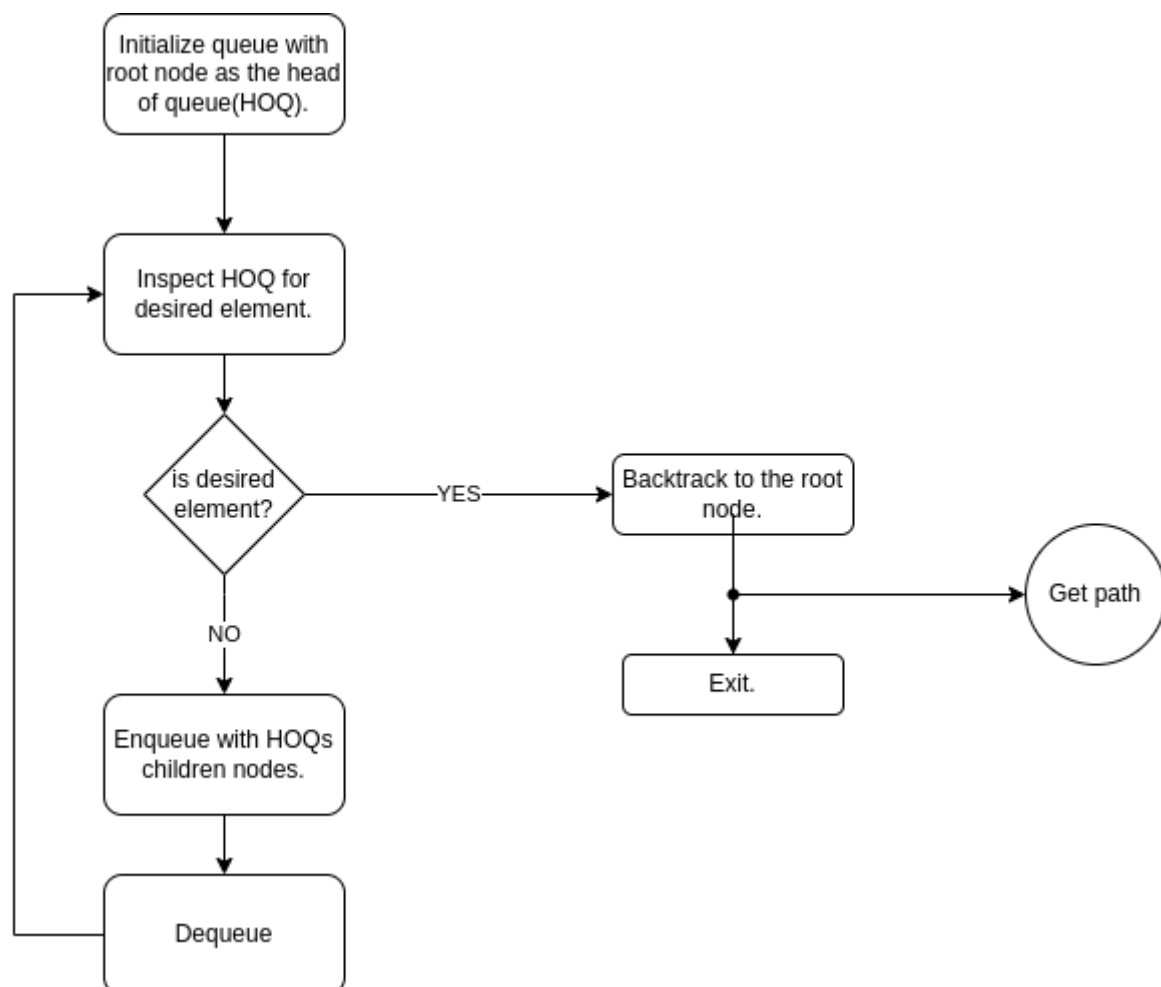 Initialize queue with
root node as the head
of queue(HOQ).
Inspect HOQ for
desired element.
is desired
element?
YES
Backtrack to the root
node.
Get path
NO
Exit.
Enqueue with HOQs
children nodes.
Dequeue